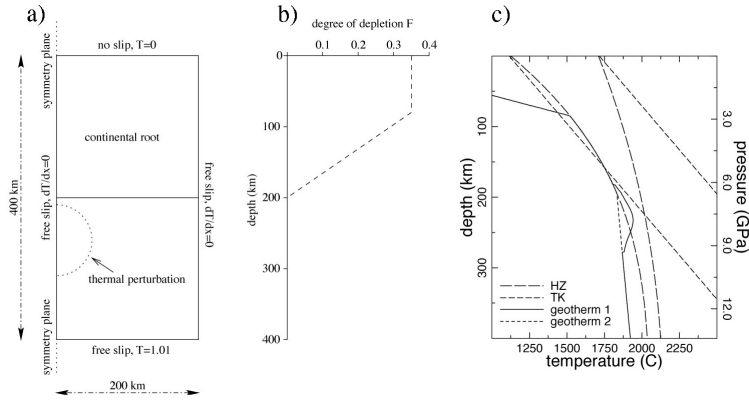 a)
no slip, T=0
symmetry plane
continental root
400 km
free slip, dT/dx=0
free slip, dT/dx=0
thermal perturbation
symmetry plane
free slip, T=1.01
200 km
b)
degree of depletion F
0.1 0.2 0.3 0.4
0
100
200
300
400
depth (km)
c)
100
200
300
depth (km)
3.0
6.0
9.0
12.0
pressure (GPa)
HZ
TK
geotherm 1
geotherm 2
1250 1500 1750 2000 2250
temperature (C)